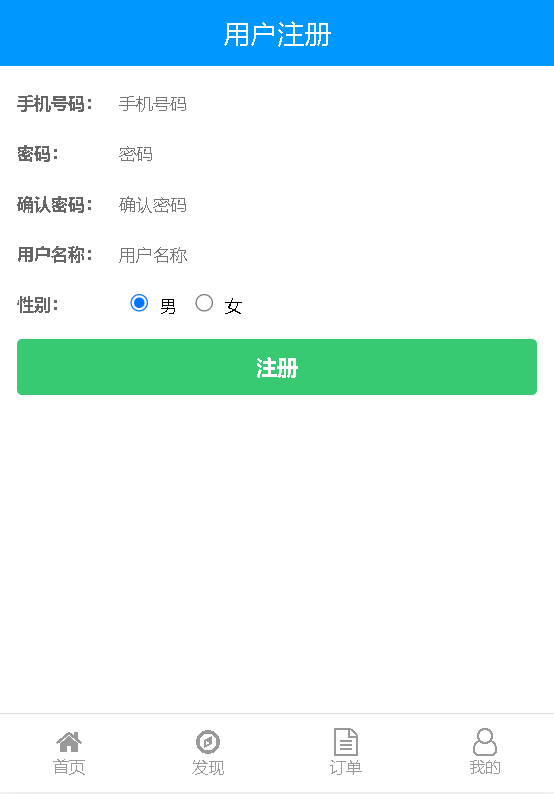 用户注册
手机号码： 手机号码
密码： 密码
确认密码： 确认密码
用户名称： 用户名称
性别： 男 女
注册
首页 发现 订单 我的